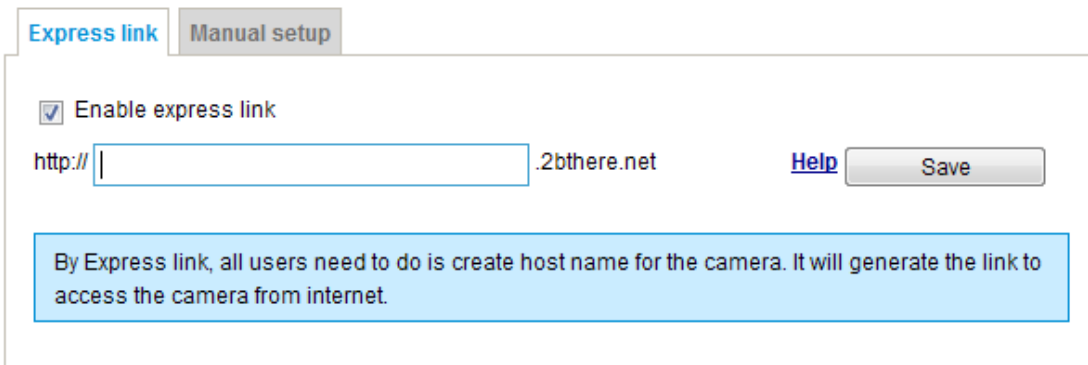 Express link Manual setup
Enable express link
http:// .2bthere.net Help Save
By Express link, all users need to do is create host name for the camera. It will generate the link to
access the camera from internet.